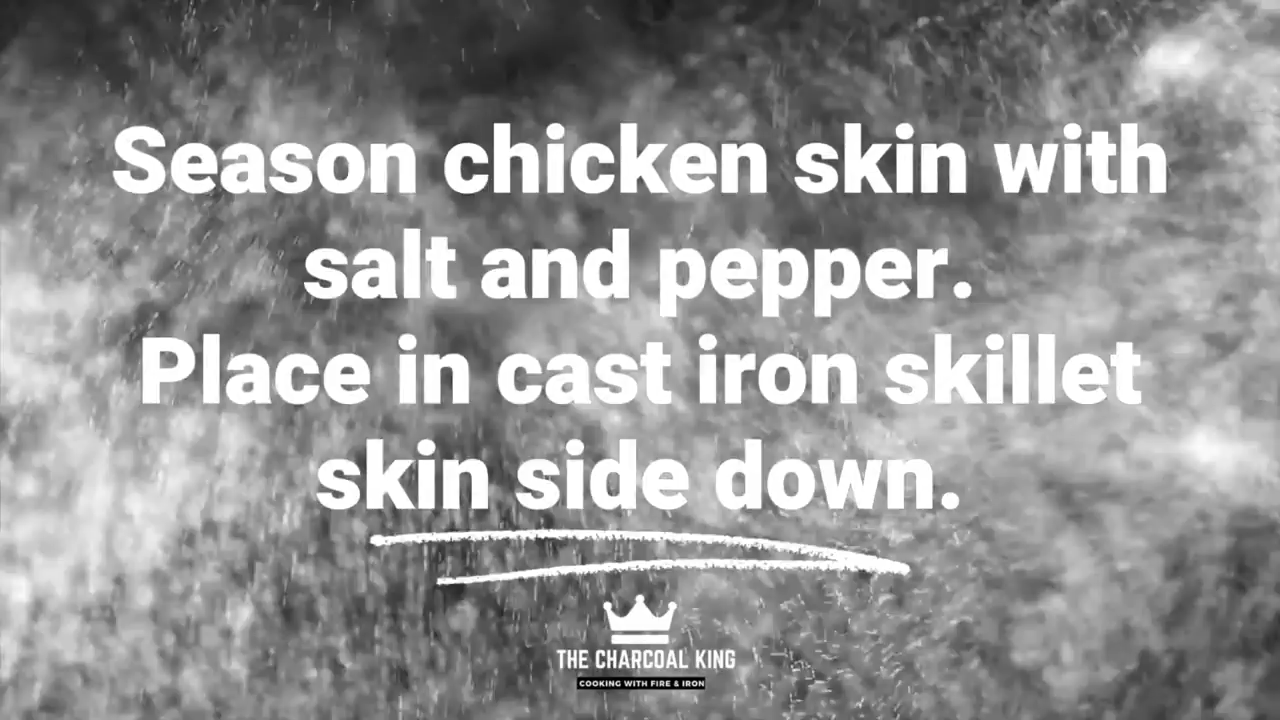 Season chicken skin with
salt and pepper.
Place in cast iron skillet
skin side down.
THE CHARCOAL KING
COOKING WITH FIRE & IRON